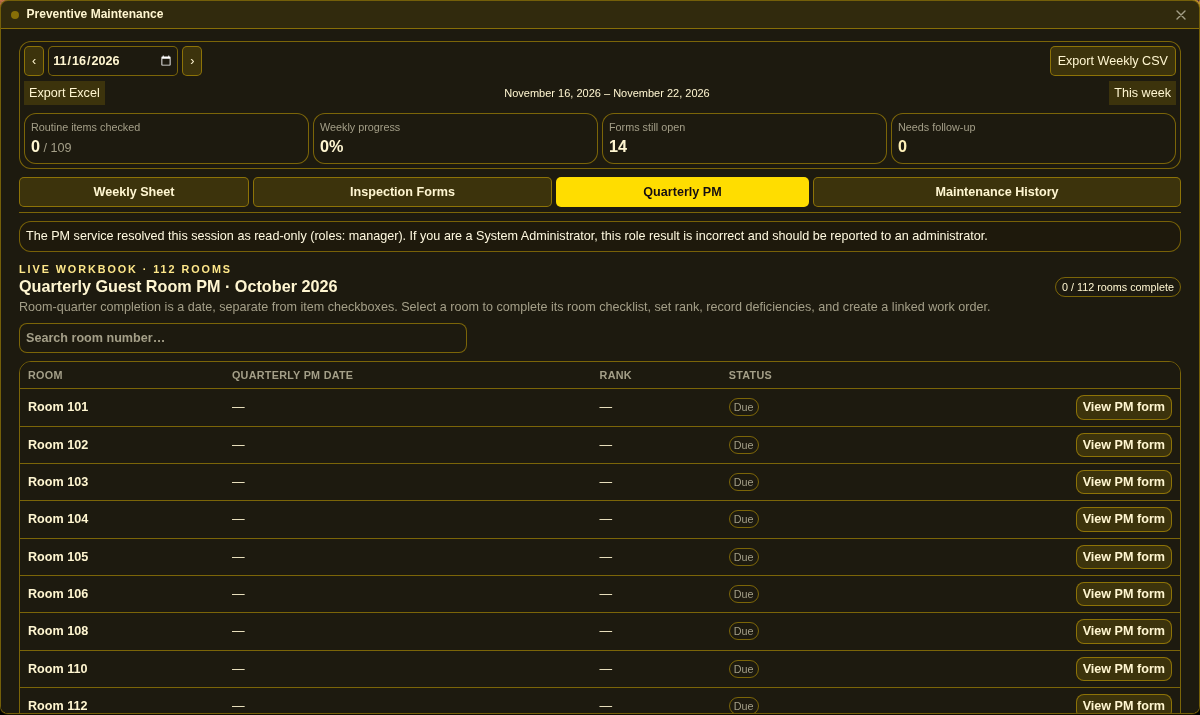 Preventive Maintenance
‹ 11/16/2026 › Export Weekly CSV
Export Excel November 16, 2026 – November 22, 2026 This week
Routine items checked Weekly progress Forms still open Needs follow-up
0 / 109 0% 14 0
Weekly Sheet Inspection Forms Quarterly PM Maintenance History
The PM service resolved this session as read-only (roles: manager). If you are a System Administrator, this role result is incorrect and should be reported to an administrator.
LIVE WORKBOOK · 112 ROOMS
Quarterly Guest Room PM · October 2026 0 / 112 rooms complete
Room-quarter completion is a date, separate from item checkboxes. Select a room to complete its room checklist, set rank, record deficiencies, and create a linked work order.
Search room number…
ROOM QUARTERLY PM DATE RANK STATUS
Room 101 — — Due View PM form
Room 102 — — Due View PM form
Room 103 — — Due View PM form
Room 104 — — Due View PM form
Room 105 — — Due View PM form
Room 106 — — Due View PM form
Room 108 — — Due View PM form
Room 110 — — Due View PM form
Room 112 — — Due View PM form